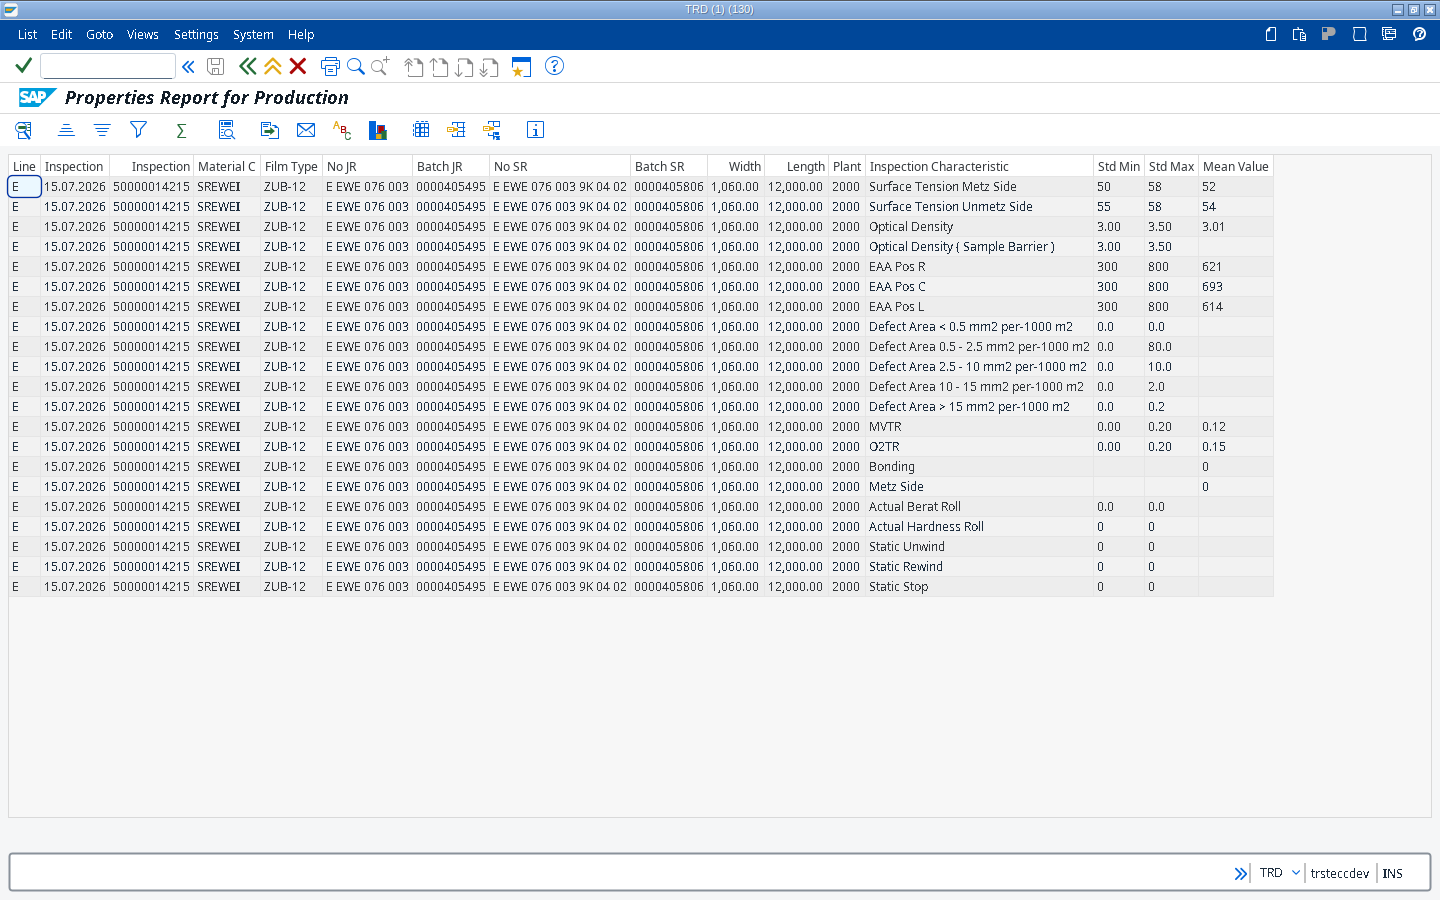 TRD (1) (130)
List Edit Goto Views Settings System Help
SAP Properties Report for Production
Line Inspection Inspection Material C Film Type No JR Batch JR No SR Batch SR Width Length Plant Inspection Characteristic Std Min Std Max Mean Value
E 15.07.2026 50000014215 SREWEI ZUB-12 E EWE 076 003 0000405495 E EWE 076 003 9K 04 02 0000405806 1,060.00 12,000.00 2000 Surface Tension Metz Side 50 58 52
E 15.07.2026 50000014215 SREWEI ZUB-12 E EWE 076 003 0000405495 E EWE 076 003 9K 04 02 0000405806 1,060.00 12,000.00 2000 Surface Tension Unmetz Side 55 58 54
E 15.07.2026 50000014215 SREWEI ZUB-12 E EWE 076 003 0000405495 E EWE 076 003 9K 04 02 0000405806 1,060.00 12,000.00 2000 Optical Density 3.00 3.50 3.01
E 15.07.2026 50000014215 SREWEI ZUB-12 E EWE 076 003 0000405495 E EWE 076 003 9K 04 02 0000405806 1,060.00 12,000.00 2000 Optical Density ( Sample Barrier ) 3.00 3.50
E 15.07.2026 50000014215 SREWEI ZUB-12 E EWE 076 003 0000405495 E EWE 076 003 9K 04 02 0000405806 1,060.00 12,000.00 2000 EAA Pos R 300 800 621
E 15.07.2026 50000014215 SREWEI ZUB-12 E EWE 076 003 0000405495 E EWE 076 003 9K 04 02 0000405806 1,060.00 12,000.00 2000 EAA Pos C 300 800 693
E 15.07.2026 50000014215 SREWEI ZUB-12 E EWE 076 003 0000405495 E EWE 076 003 9K 04 02 0000405806 1,060.00 12,000.00 2000 EAA Pos L 300 800 614
E 15.07.2026 50000014215 SREWEI ZUB-12 E EWE 076 003 0000405495 E EWE 076 003 9K 04 02 0000405806 1,060.00 12,000.00 2000 Defect Area < 0.5 mm2 per-1000 m2 0.0 0.0
E 15.07.2026 50000014215 SREWEI ZUB-12 E EWE 076 003 0000405495 E EWE 076 003 9K 04 02 0000405806 1,060.00 12,000.00 2000 Defect Area 0.5 - 2.5 mm2 per-1000 m2 0.0 80.0
E 15.07.2026 50000014215 SREWEI ZUB-12 E EWE 076 003 0000405495 E EWE 076 003 9K 04 02 0000405806 1,060.00 12,000.00 2000 Defect Area 2.5 - 10 mm2 per-1000 m2 0.0 10.0
E 15.07.2026 50000014215 SREWEI ZUB-12 E EWE 076 003 0000405495 E EWE 076 003 9K 04 02 0000405806 1,060.00 12,000.00 2000 Defect Area 10 - 15 mm2 per-1000 m2 0.0 2.0
E 15.07.2026 50000014215 SREWEI ZUB-12 E EWE 076 003 0000405495 E EWE 076 003 9K 04 02 0000405806 1,060.00 12,000.00 2000 Defect Area > 15 mm2 per-1000 m2 0.0 0.2
E 15.07.2026 50000014215 SREWEI ZUB-12 E EWE 076 003 0000405495 E EWE 076 003 9K 04 02 0000405806 1,060.00 12,000.00 2000 MVTR 0.00 0.20 0.12
E 15.07.2026 50000014215 SREWEI ZUB-12 E EWE 076 003 0000405495 E EWE 076 003 9K 04 02 0000405806 1,060.00 12,000.00 2000 O2TR 0.00 0.20 0.15
E 15.07.2026 50000014215 SREWEI ZUB-12 E EWE 076 003 0000405495 E EWE 076 003 9K 04 02 0000405806 1,060.00 12,000.00 2000 Bonding 0
E 15.07.2026 50000014215 SREWEI ZUB-12 E EWE 076 003 0000405495 E EWE 076 003 9K 04 02 0000405806 1,060.00 12,000.00 2000 Metz Side 0
E 15.07.2026 50000014215 SREWEI ZUB-12 E EWE 076 003 0000405495 E EWE 076 003 9K 04 02 0000405806 1,060.00 12,000.00 2000 Actual Berat Roll 0.0 0.0
E 15.07.2026 50000014215 SREWEI ZUB-12 E EWE 076 003 0000405495 E EWE 076 003 9K 04 02 0000405806 1,060.00 12,000.00 2000 Actual Hardness Roll 0 0
E 15.07.2026 50000014215 SREWEI ZUB-12 E EWE 076 003 0000405495 E EWE 076 003 9K 04 02 0000405806 1,060.00 12,000.00 2000 Static Unwind 0 0
E 15.07.2026 50000014215 SREWEI ZUB-12 E EWE 076 003 0000405495 E EWE 076 003 9K 04 02 0000405806 1,060.00 12,000.00 2000 Static Rewind 0 0
E 15.07.2026 50000014215 SREWEI ZUB-12 E EWE 076 003 0000405495 E EWE 076 003 9K 04 02 0000405806 1,060.00 12,000.00 2000 Static Stop 0 0
TRD trsteccdev INS